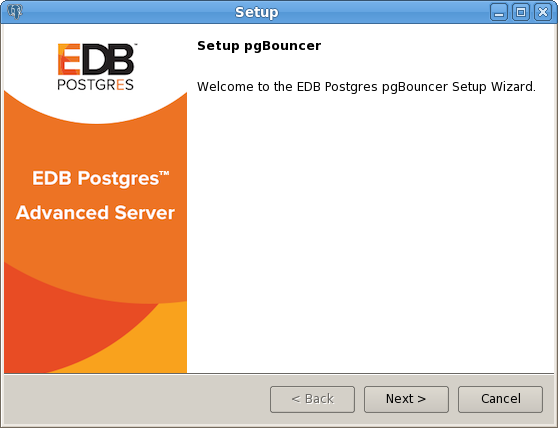 Setup
EDB™
POSTGRES
EDB Postgres™
Advanced Server
Setup pgBouncer
Welcome to the EDB Postgres pgBouncer Setup Wizard.
< Back
Next >
Cancel